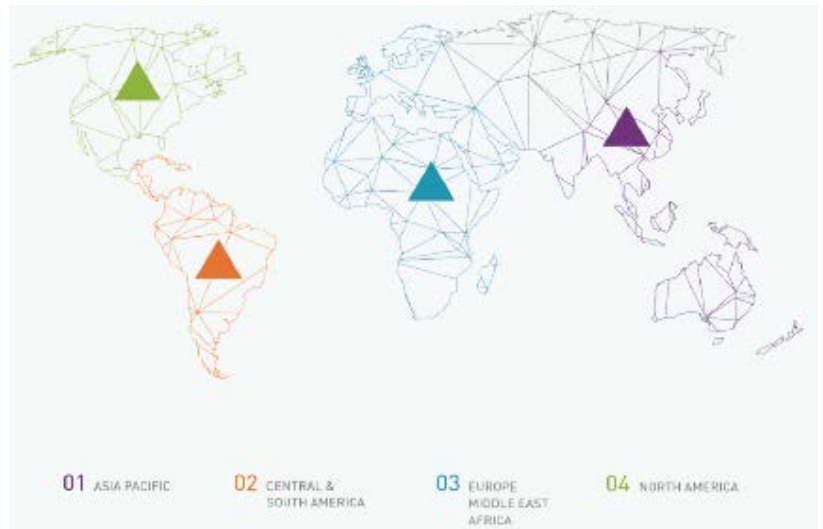 01 ASIA PACIFIC
02 CENTRAL &
SOUTH AMERICA
03 EUROPE
MIDDLE EAST
AFRICA
04 NORTH AMERICA